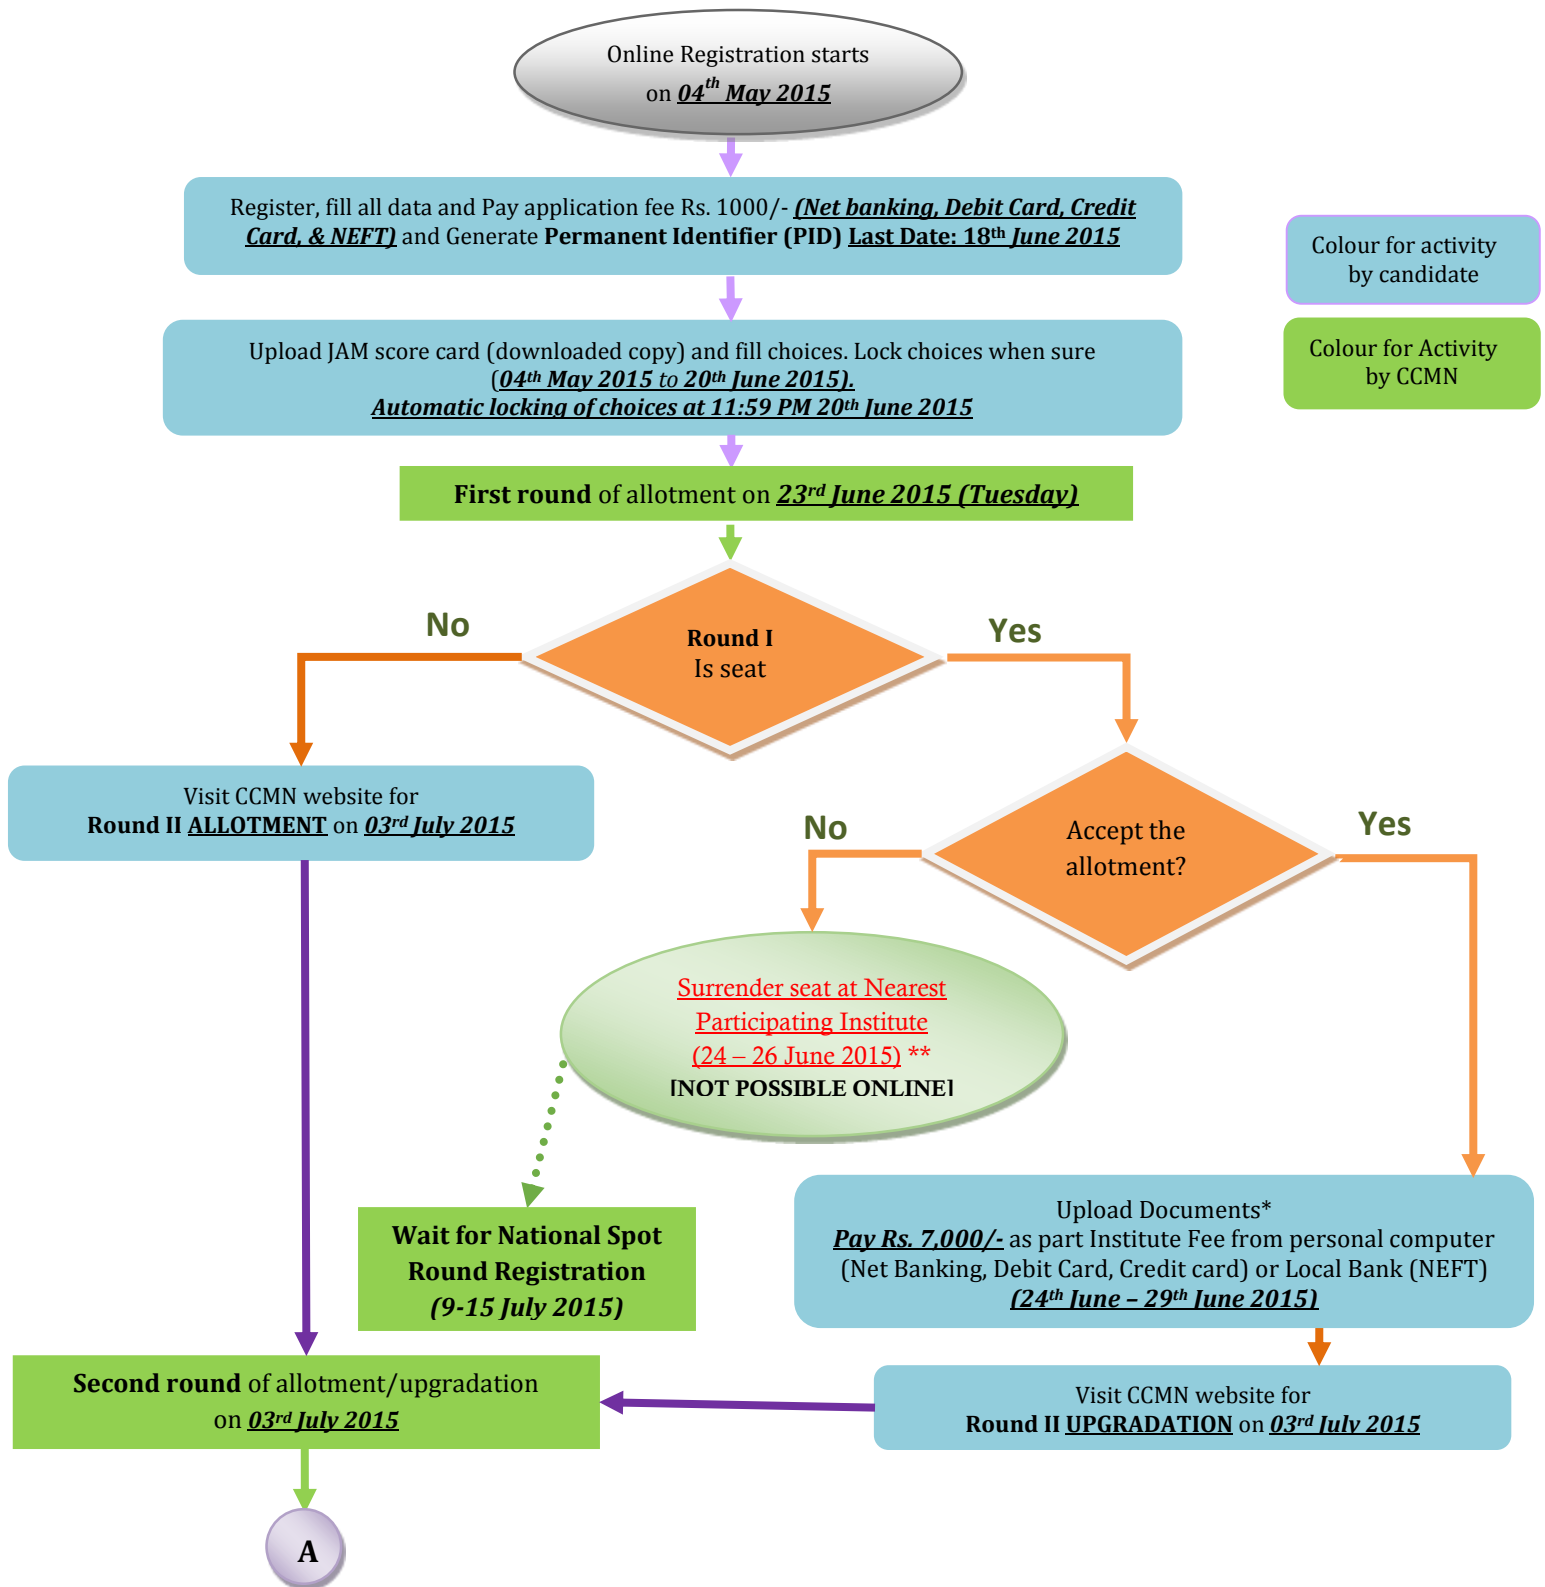 Online Registration starts
on 04th May 2015
Register, fill all data and Pay application fee Rs. 1000/- (Net banking, Debit Card, Credit
Card, & NEFT) and Generate Permanent Identifier (PID) Last Date: 18th June 2015
Colour for activity
by candidate
Upload JAM score card (downloaded copy) and fill choices. Lock choices when sure
(04th May 2015 to 20th June 2015).
Automatic locking of choices at 11:59 PM 20th June 2015
Colour for Activity
by CCMN
First round of allotment on 23rd June 2015 (Tuesday)
No
Yes
Round I
Is seat
Visit CCMN website for
Round II ALLOTMENT on 03rd July 2015
No
Yes
Accept the
allotment?
Surrender seat at Nearest
Participating Institute
(24 – 26 June 2015) **
[NOT POSSIBLE ONLINE]
Wait for National Spot
Round Registration
(9-15 July 2015)
Upload Documents*
Pay Rs. 7,000/- as part Institute Fee from personal computer
(Net Banking, Debit Card, Credit card) or Local Bank (NEFT)
(24th June – 29th June 2015)
Second round of allotment/upgradation
on 03rd July 2015
Visit CCMN website for
Round II UPGRADATION on 03rd July 2015
A